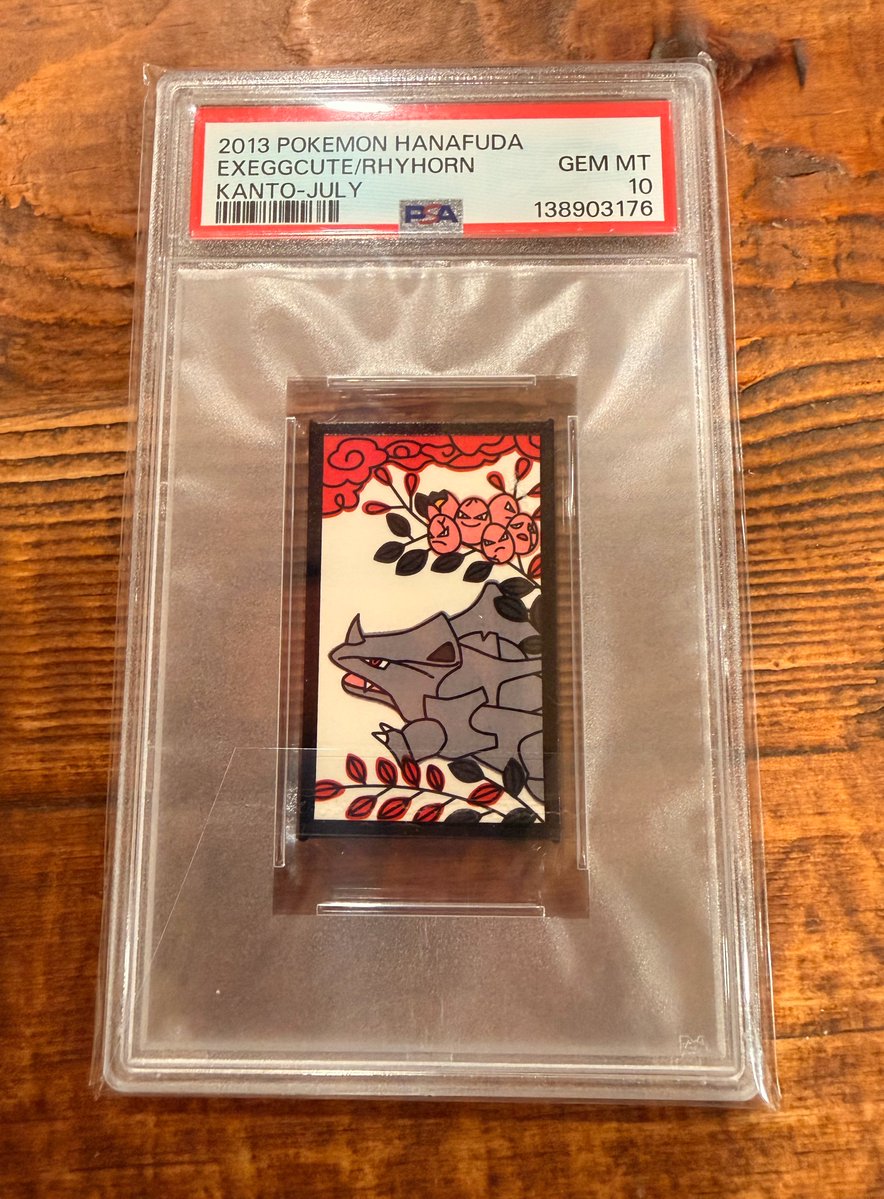 2013 POKEMON HANAFUDA
EXEGGCUTE/RHYHORN GEM MT
KANTO-JULY 10
PSA 138903176